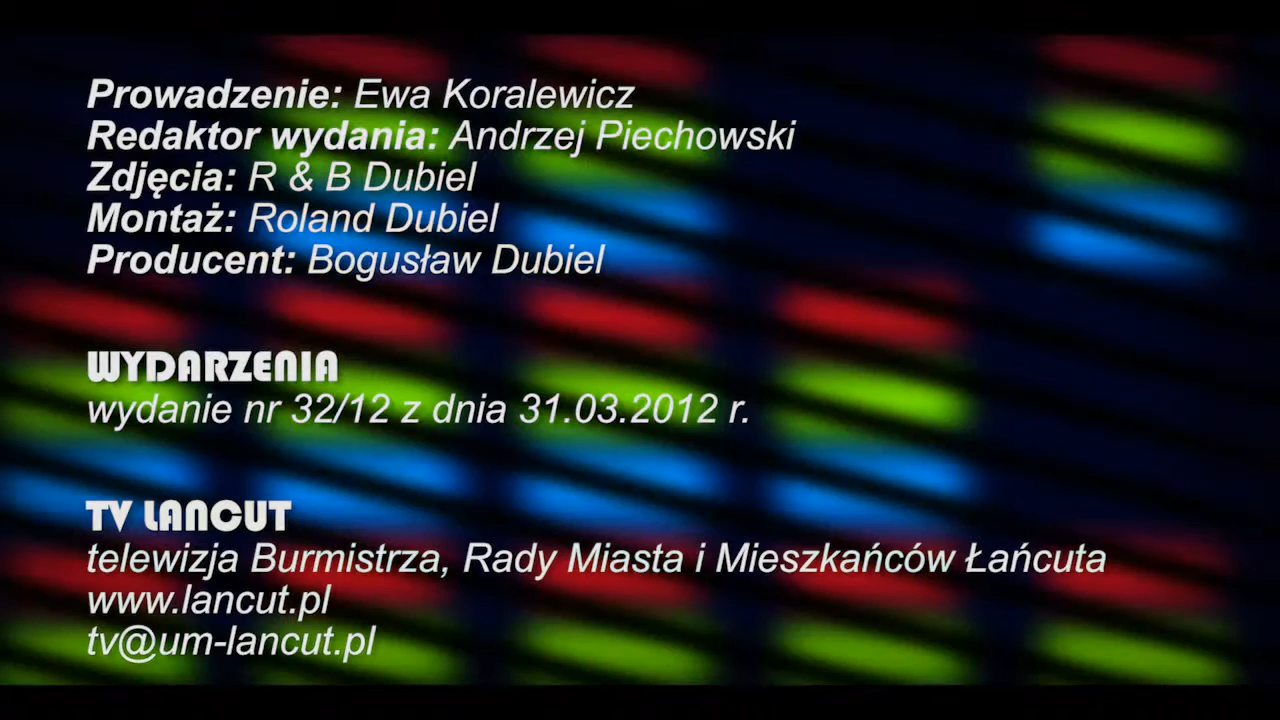 Prowadzenie: Ewa Koralewicz
Redaktor wydania: Andrzej Piechowski
Zdjęcia: R & B Dubiel
Montaż: Roland Dubiel
Producent: Bogusław Dubiel
WYDARZENIA
wydanie nr 32/12 z dnia 31.03.2012 r.
TV LANCUT
telewizja Burmistrza, Rady Miasta i Mieszkańców Łańcuta
www.lancut.pl
tv@um-lancut.pl